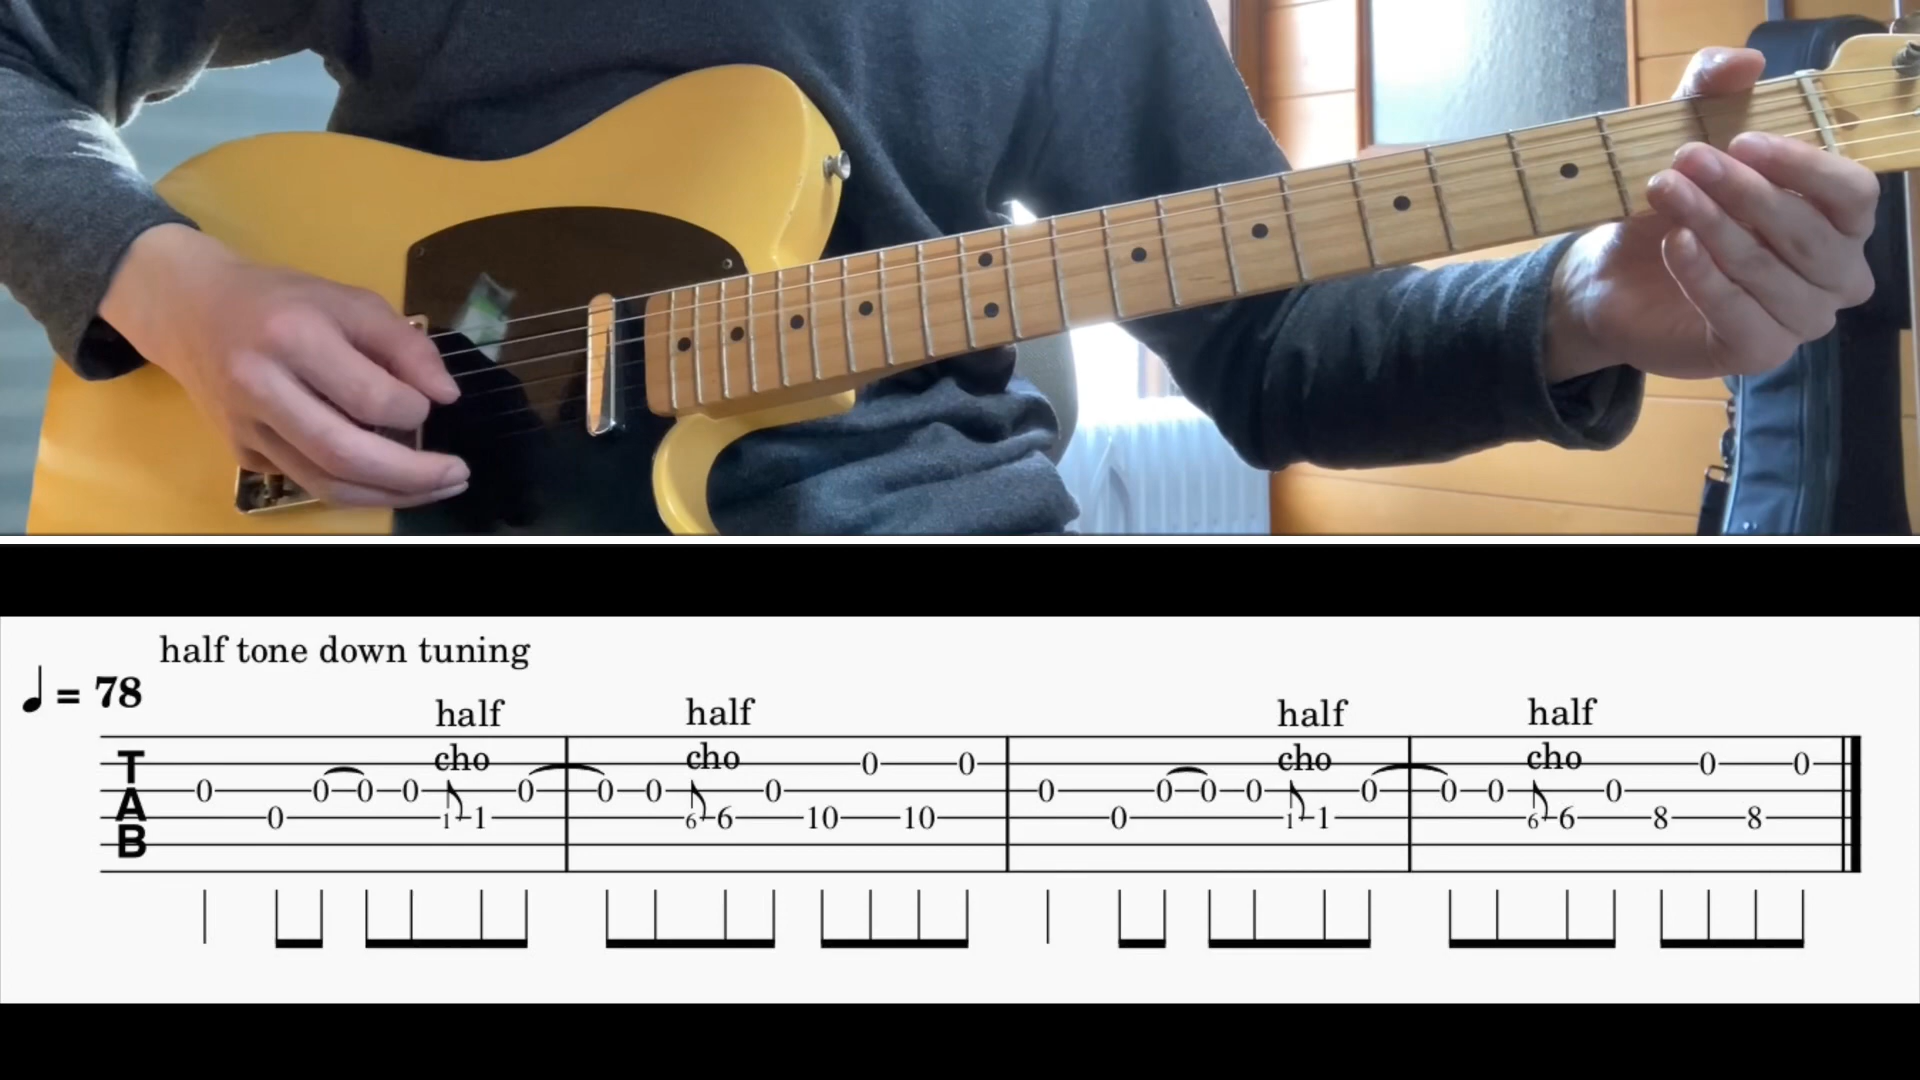 half tone down tuning
= 78
half half half half
cho cho cho cho
0 0
0 0
T
0 0 0 0 0 0 0 0
0 0 0 0 0 0 0 0
A
0 1 1 6 6 10 10
0 1 1 6 6 8 8
B